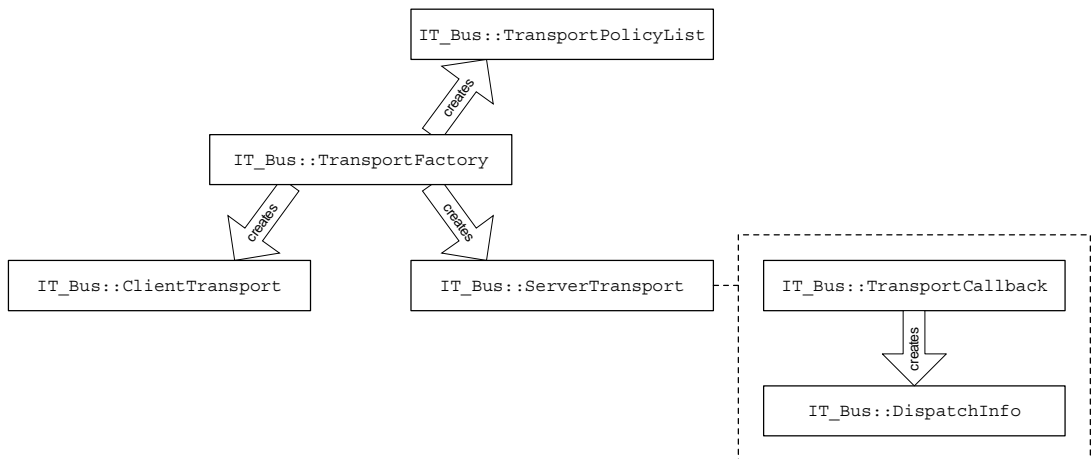 IT_Bus::TransportPolicyList
creates
IT_Bus::TransportFactory
creates
creates
IT_Bus::ClientTransport
IT_Bus::ServerTransport
IT_Bus::TransportCallback
creates
IT_Bus::DispatchInfo